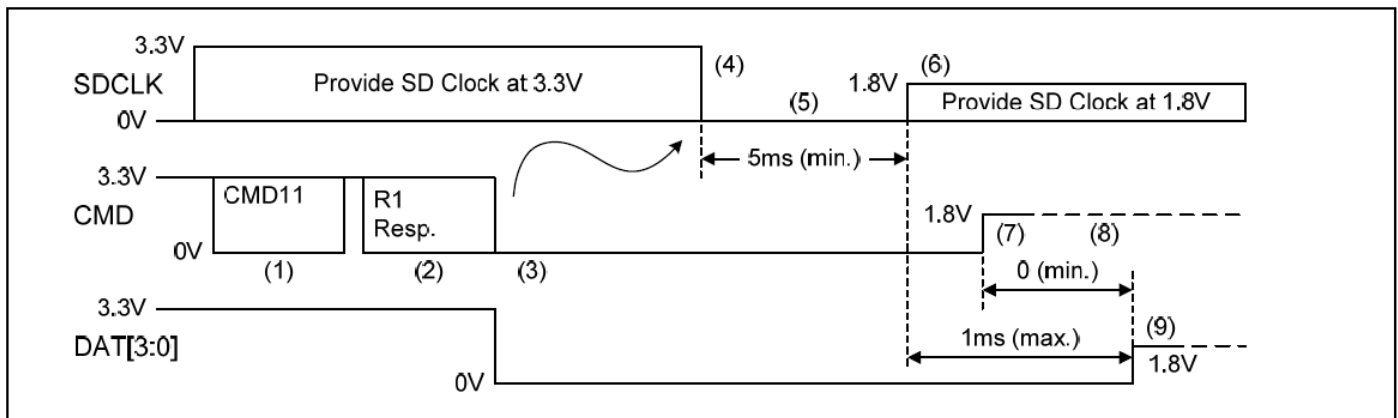 3.3V
SDCLK
Provide SD Clock at 3.3V
(4)
1.8V
(6)
(5)
Provide SD Clock at 1.8V
0V
5ms (min.)
3.3V
CMD11
R1
Resp.
CMD
1.8V
(7)
(8)
0V
(1)
(2)
(3)
0 (min.)
3.3V
DAT[3:0]
1ms (max.)
(9)
1.8V
0V